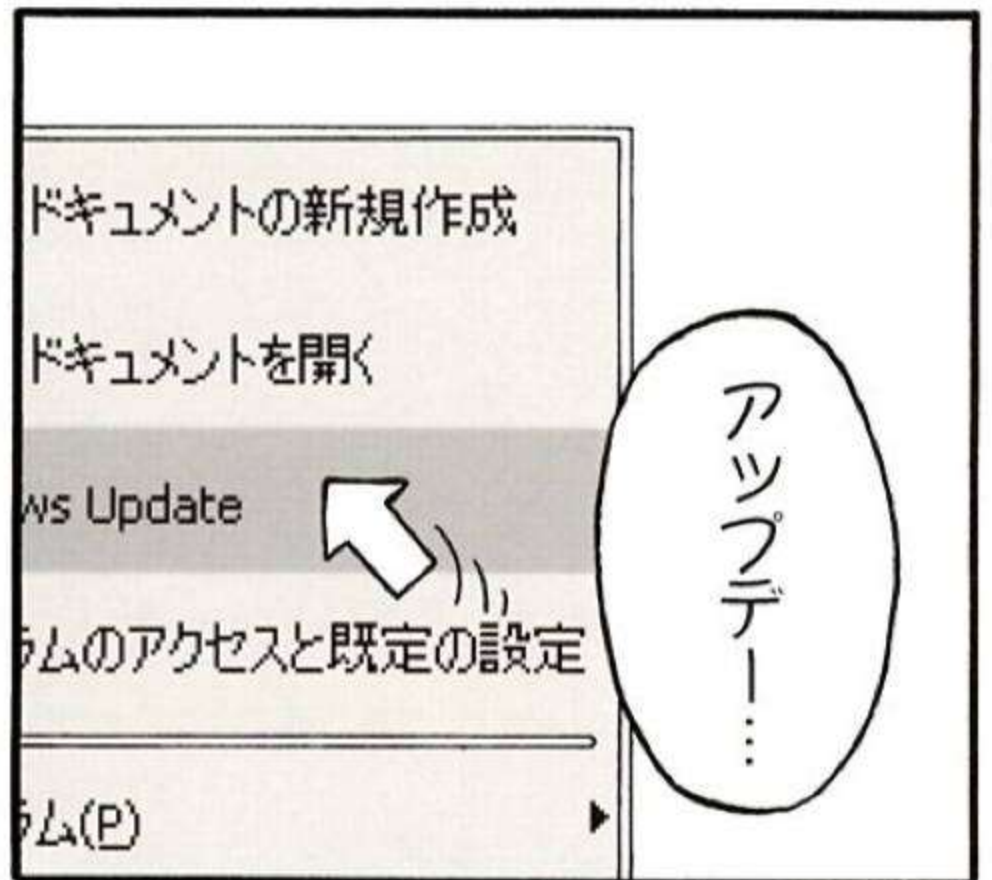 ドキュメントの新規作成
ドキュメントを開く
ws Update
ラムのアクセスと既定の設定
ラム(P)
アップデー…